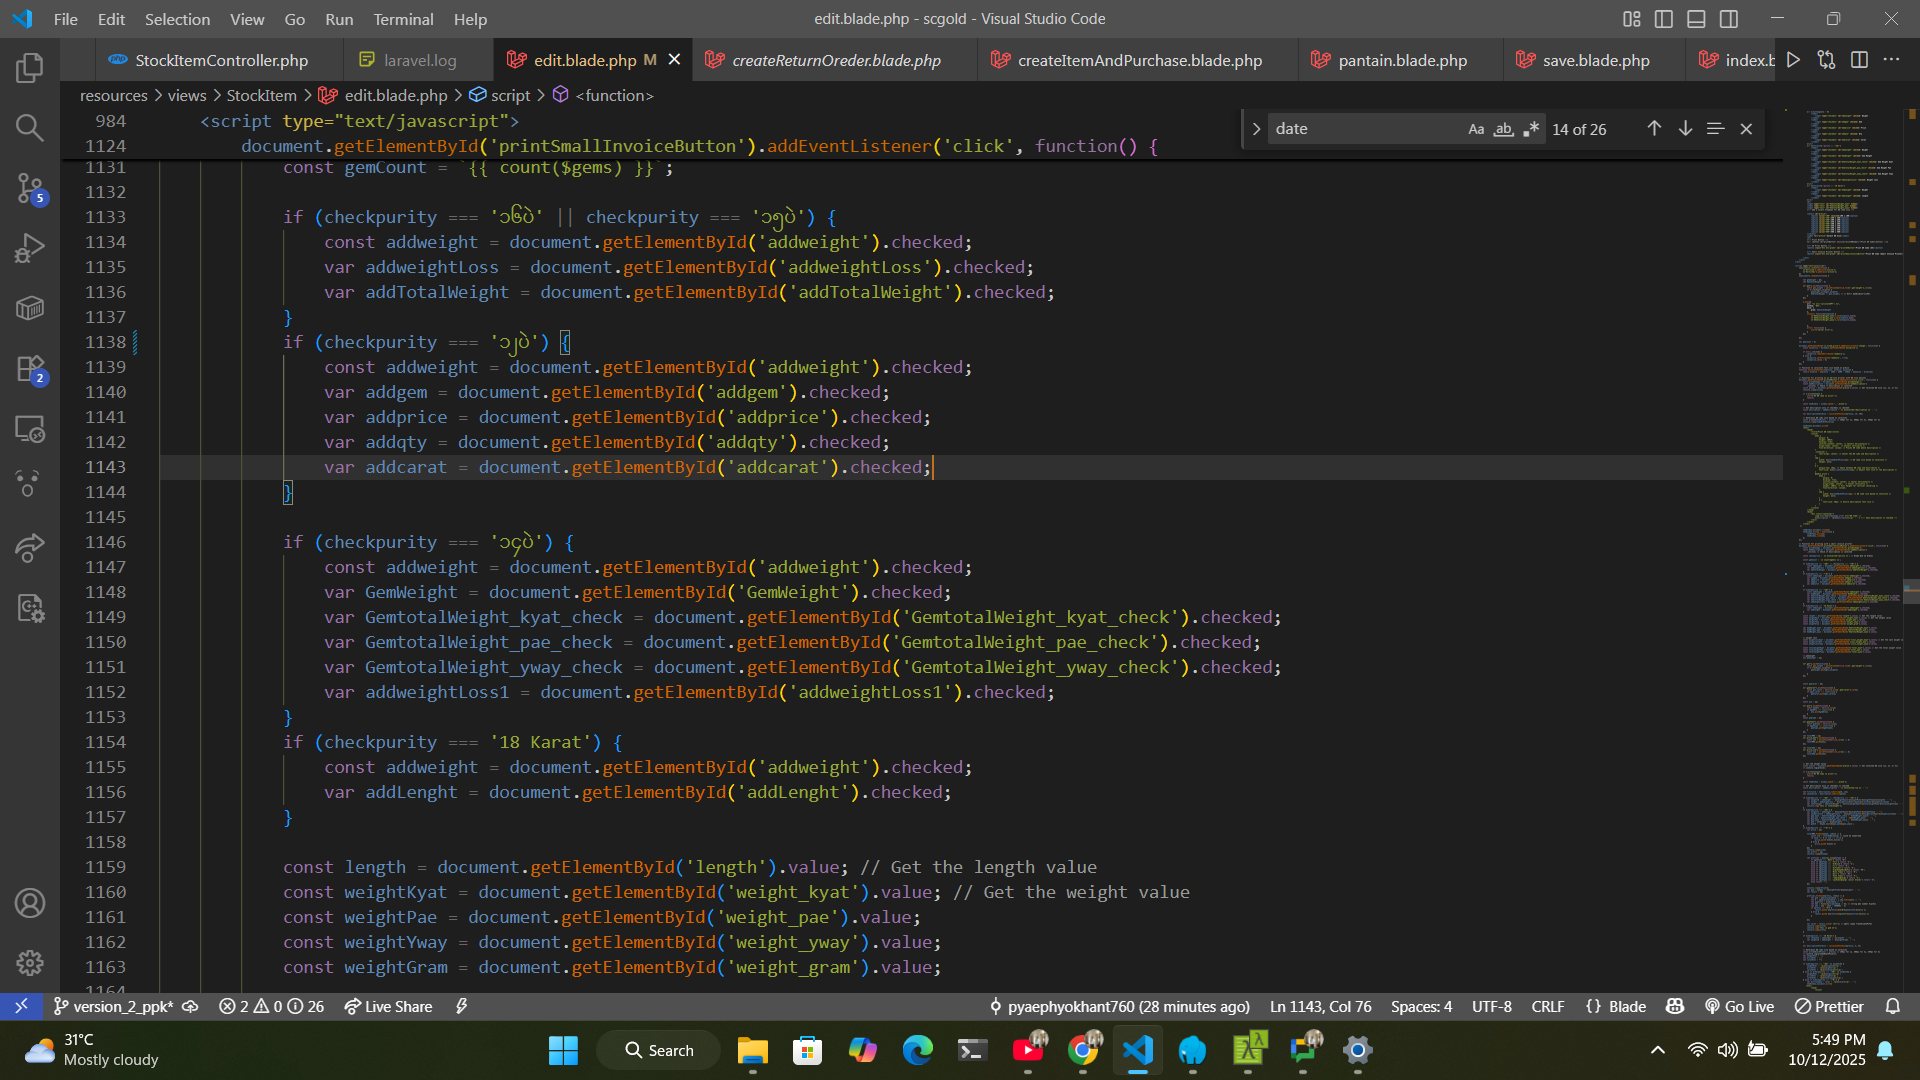 File Edit Selection View Go Run Terminal Help
edit.blade.php - scgold - Visual Studio Code
StockItemController.php
laravel.log
edit.blade.php M
createReturnOreder.blade.php
createItemAndPurchase.blade.php
pantain.blade.php
save.blade.php
index.b
resources > views > StockItem > edit.blade.php > script > <function>
date
Aa ab .* 14 of 26
984 <script type="text/javascript">
1124 document.getElementById('printSmallInvoiceButton').addEventListener('click', function() {
1131 const gemCount = `{{ count($gems) }}`;
1132
1133 if (checkpurity === '၁၆ပဲ' || checkpurity === '၁၅ပဲ') {
1134 const addweight = document.getElementById('addweight').checked;
1135 var addweightLoss = document.getElementById('addweightLoss').checked;
1136 var addTotalWeight = document.getElementById('addTotalWeight').checked;
1137 }
1138 if (checkpurity === '၁၂ပဲ') {
1139 const addweight = document.getElementById('addweight').checked;
1140 var addgem = document.getElementById('addgem').checked;
1141 var addprice = document.getElementById('addprice').checked;
1142 var addqty = document.getElementById('addqty').checked;
1143 var addcarat = document.getElementById('addcarat').checked;
1144 }
1145
1146 if (checkpurity === '၁၄ပဲ') {
1147 const addweight = document.getElementById('addweight').checked;
1148 var GemWeight = document.getElementById('GemWeight').checked;
1149 var GemtotalWeight_kyat_check = document.getElementById('GemtotalWeight_kyat_check').checked;
1150 var GemtotalWeight_pae_check = document.getElementById('GemtotalWeight_pae_check').checked;
1151 var GemtotalWeight_yway_check = document.getElementById('GemtotalWeight_yway_check').checked;
1152 var addweightLoss1 = document.getElementById('addweightLoss1').checked;
1153 }
1154 if (checkpurity === '18 Karat') {
1155 const addweight = document.getElementById('addweight').checked;
1156 var addLenght = document.getElementById('addLenght').checked;
1157 }
1158
1159 const length = document.getElementById('length').value; // Get the length value
1160 const weightKyat = document.getElementById('weight_kyat').value; // Get the weight value
1161 const weightPae = document.getElementById('weight_pae').value;
1162 const weightYway = document.getElementById('weight_yway').value;
1163 const weightGram = document.getElementById('weight_gram').value;
1164
5
2
version_2_ppk* 2 0 26 Live Share
pyaephyokhant760 (28 minutes ago) Ln 1143, Col 76 Spaces: 4 UTF-8 CRLF {} Blade Go Live Prettier
31°C
Mostly cloudy
Search
5:49 PM
10/12/2025